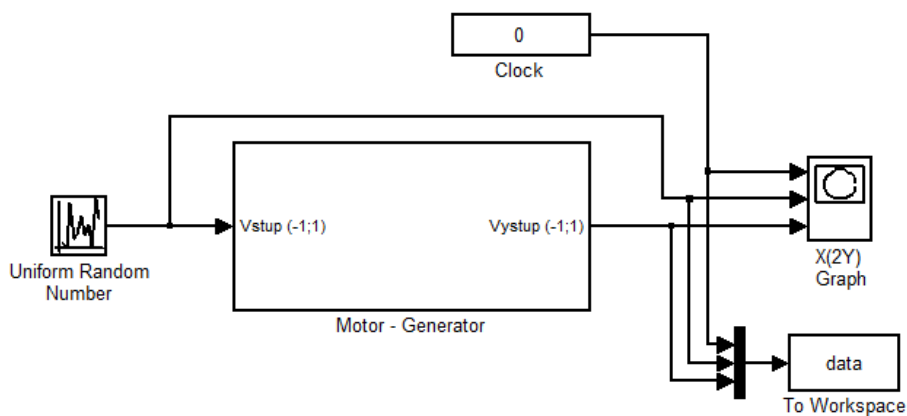 0
Clock
Vstup (-1;1)
Vystup (-1;1)
Uniform Random
Number
Motor - Generator
X(2Y)
Graph
data
To Workspace